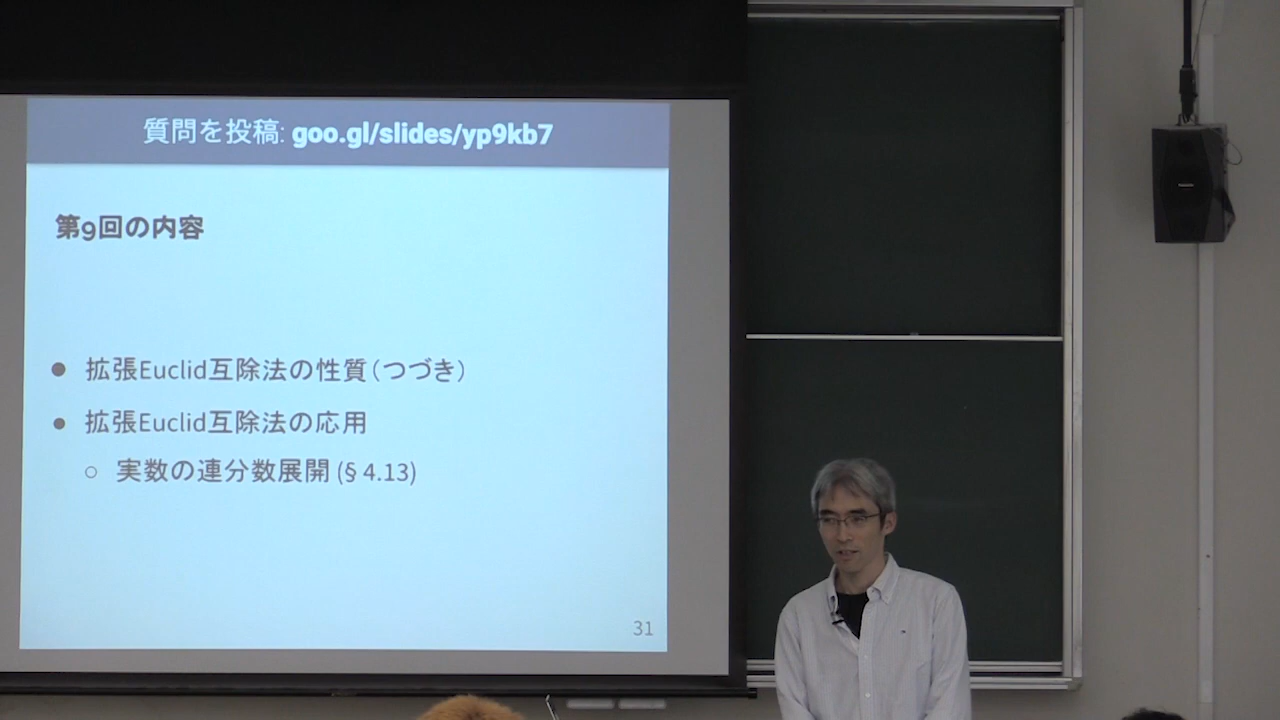 質問を投稿: goo.gl/slides/yp9kb7
第9回の内容
● 拡張Euclid互除法の性質(つづき)
● 拡張Euclid互除法の応用
○ 実数の連分数展開 (§4.13)
31